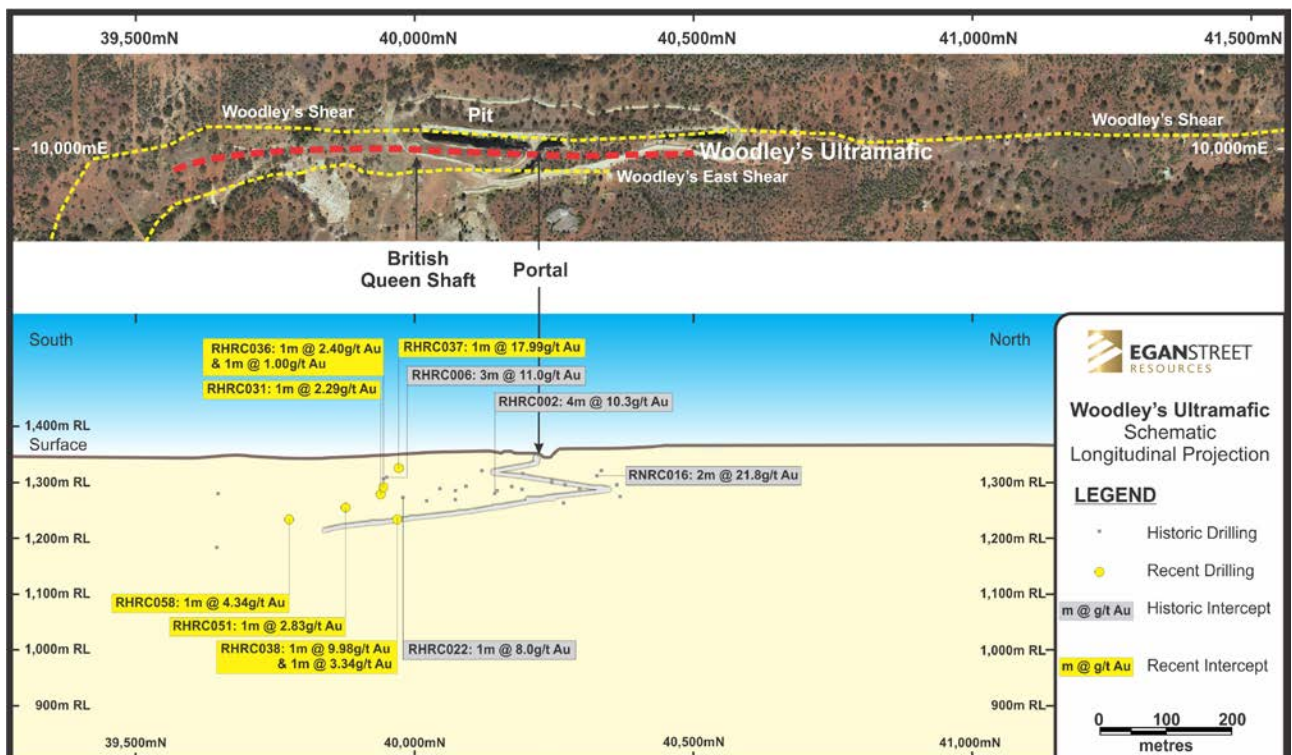 39,500mN 40,000mN 40,500mN 41,000mN 41,500mN
Woodley's Shear
Pit
Woodley's Shear
10,000mE
Woodley's Ultramafic
10,000mE
Woodley's East Shear
British
Queen Shaft
Portal
South
North
RHRC036: 1m @ 2.40g/t Au
& 1m @ 1.00g/t Au
RHRC037: 1m @ 17.99g/t Au
RHRC031: 1m @ 2.29g/t Au
RHRC006: 3m @ 11.0g/t Au
RHRC002: 4m @ 10.3g/t Au
1,400m RL
Surface
1,300m RL
RNRC016: 2m @ 21.8g/t Au
1,300m RL
1,200m RL
1,200m RL
RHRC058: 1m @ 4.34g/t Au
1,100m RL
1,100m RL
RHRC051: 1m @ 2.83g/t Au
RHRC038: 1m @ 9.98g/t Au
& 1m @ 3.34g/t Au
RHRC022: 1m @ 8.0g/t Au
1,000m RL
1,000m RL
900m RL
900m RL
39,500mN 40,000mN 40,500mN 41,000mN
EGANSTREET
RESOURCES
Woodley's Ultramafic
Schematic
Longitudinal Projection
LEGEND
Historic Drilling
Recent Drilling
m @ g/t Au Historic Intercept
m @ g/t Au Recent Intercept
0 100 200
metres